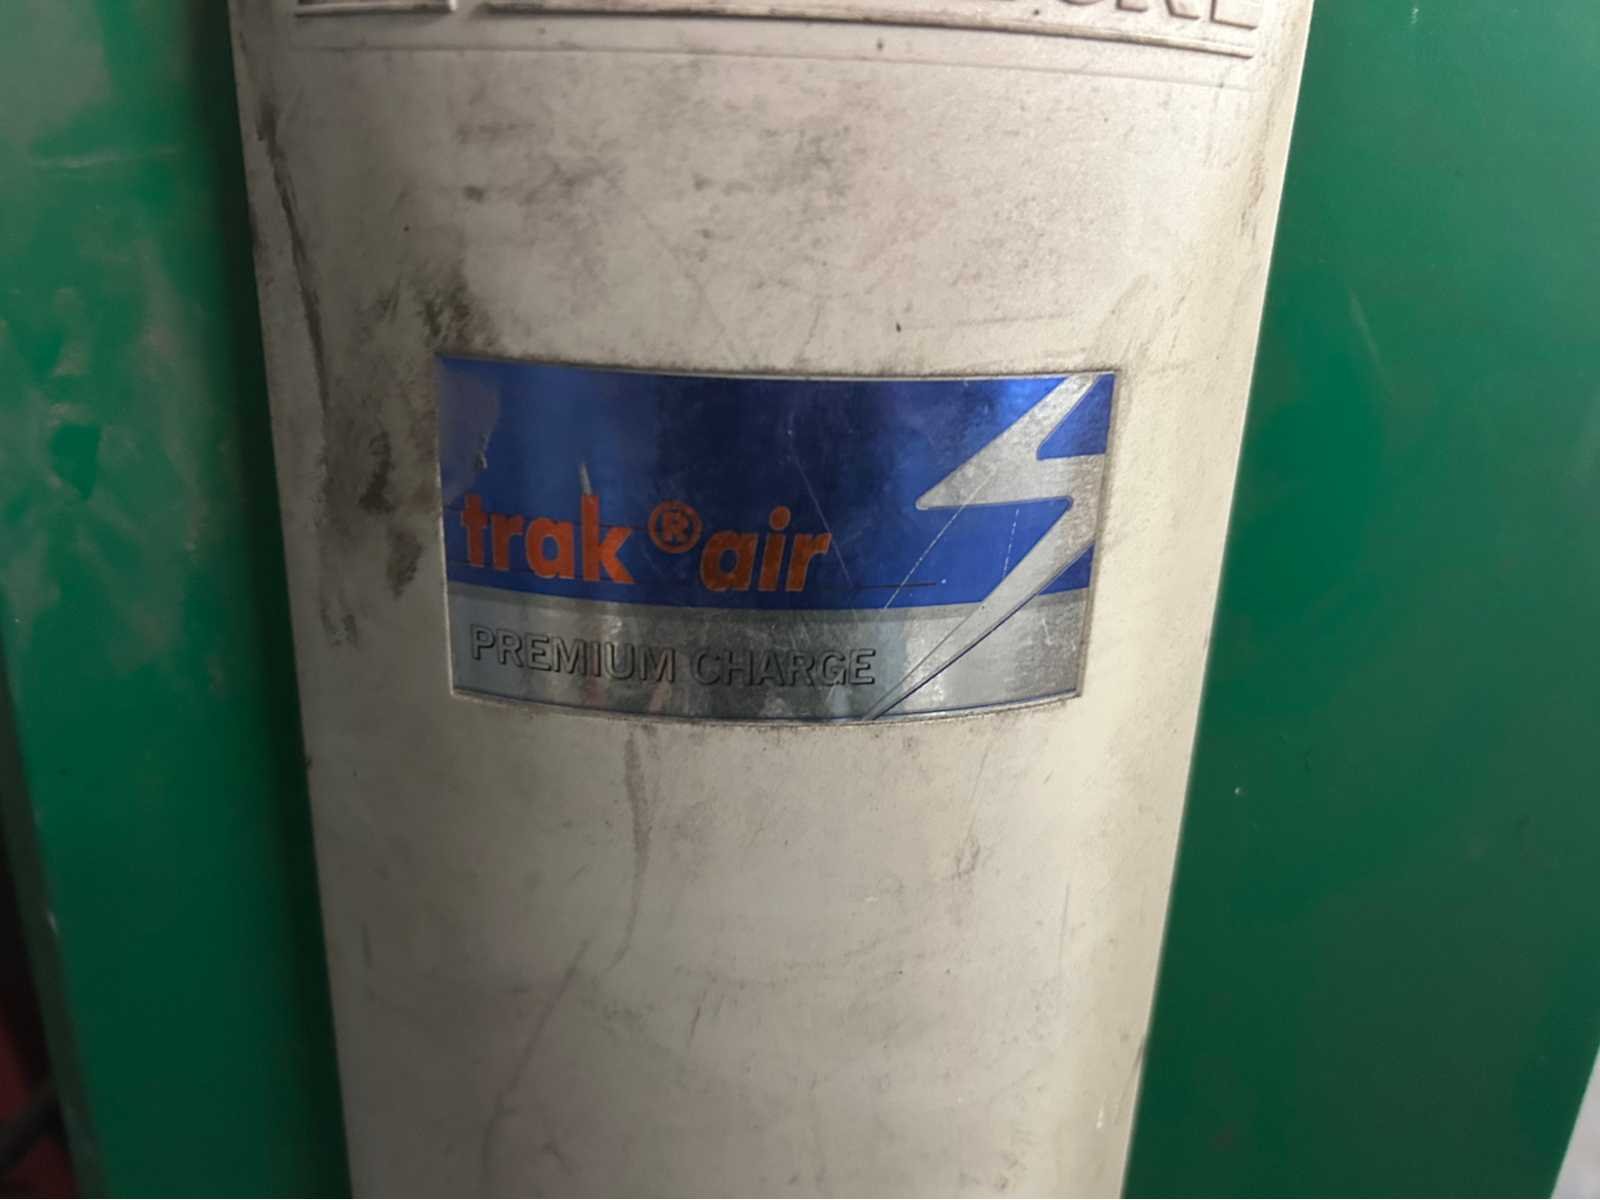 trak ® air
PREMIUM CHARGE